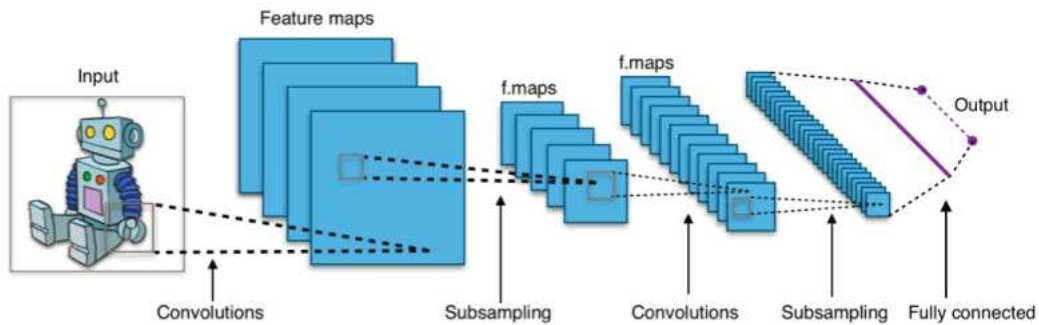 Feature maps
Input
f.maps
f.maps
Output
Convolutions
Subsampling
Convolutions
Subsampling
Fully connected